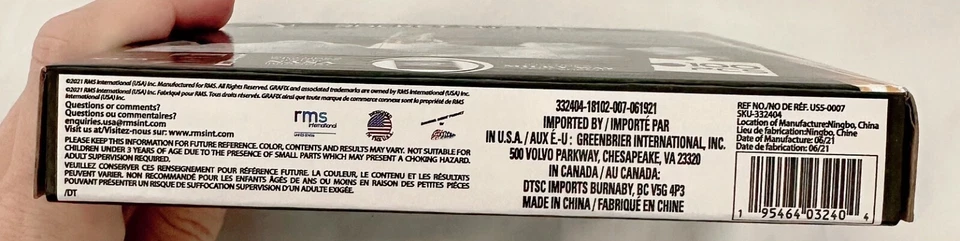 ©2021 RMS International (USA) Inc. Manufactured for RMS. All Rights Reserved. GRAFIX and associated trademarks are owned by RMS International (USA) Inc.
©2021 RMS International (USA) Inc. Fabriqué pour RMS. Tous droits réservés. GRAFIX ainsi que toute marque de commerce connexe sont la propriété de RMS
International (USA) Inc.
Questions or comments?
Questions ou commentaires?
enquiries.usa@rmsint.com
Visit us at/Visitez-nous sur: www.rmsint.com
rms
international
UNITED STATES
PLEASE KEEP THIS INFORMATION FOR FUTURE REFERENCE. COLOR, CONTENTS AND RESULTS MAY VARY. NOT SUITABLE FOR
CHILDREN UNDER 3 YEARS OF AGE DUE TO THE PRESENCE OF SMALL PARTS WHICH MAY PRESENT A CHOKING HAZARD.
ADULT SUPERVISION REQUIRED.
VEUILLEZ CONSERVER CES RENSEIGNEMENT POUR RÉFÉRENCE FUTURE. LA COULEUR, LE CONTENU ET LES RÉSULTATS
PEUVENT VARIER. NON RECOMMANDÉ POUR LES ENFANTS ÂGES DE ANS OU MOINS EN RAISON DES PETITES PIÈCES
POUVANT PRÉSENTER UN RISQUE DE SUFFOCATION SUPERVISION D'UN ADULTE EXIGÉE.
/DT
332404-18102-007-061921
IMPORTED BY / IMPORTÉ PAR
IN U.S.A. / AUX É.-U : GREENBRIER INTERNATIONAL, INC.
500 VOLVO PARKWAY, CHESAPEAKE, VA 23320
IN CANADA / AU CANADA:
DTSC IMPORTS BURNABY, BC V5G 4P3
MADE IN CHINA / FABRIQUÉ EN CHINE
REF NO/NO DE RÉF. USS-0007
SKU-332404
Location of Manufacture:Ningbo, China
Lieu de fabrication:Ningbo, Chine
Date of Manufacture: 06/21
Date de fabrication: 06/21
1 95464 03240 4